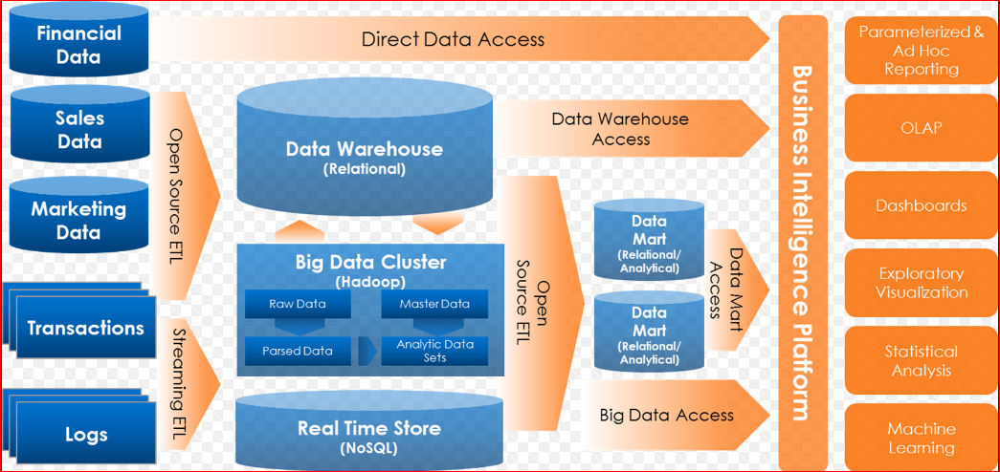 Financial
Data
Direct Data Access
Sales
Data
Marketing
Data
Open Source ETL
Transactions
Logs
Streaming ETL
Data Warehouse
(Relational)
Data Warehouse
Access
Big Data Cluster
(Hadoop)
Raw Data
Master Data
Parsed Data
Analytic Data
Sets
Real Time Store
(NoSQL)
Open
Source ETL
Data
Mart
(Relational/
Analytical)
Data
Mart
(Relational/
Analytical)
Data Mart
Access
Big Data Access
Business Intelligence Platform
Parameterized &
Ad Hoc
Reporting
OLAP
Dashboards
Exploratory
Visualization
Statistical
Analysis
Machine
Learning